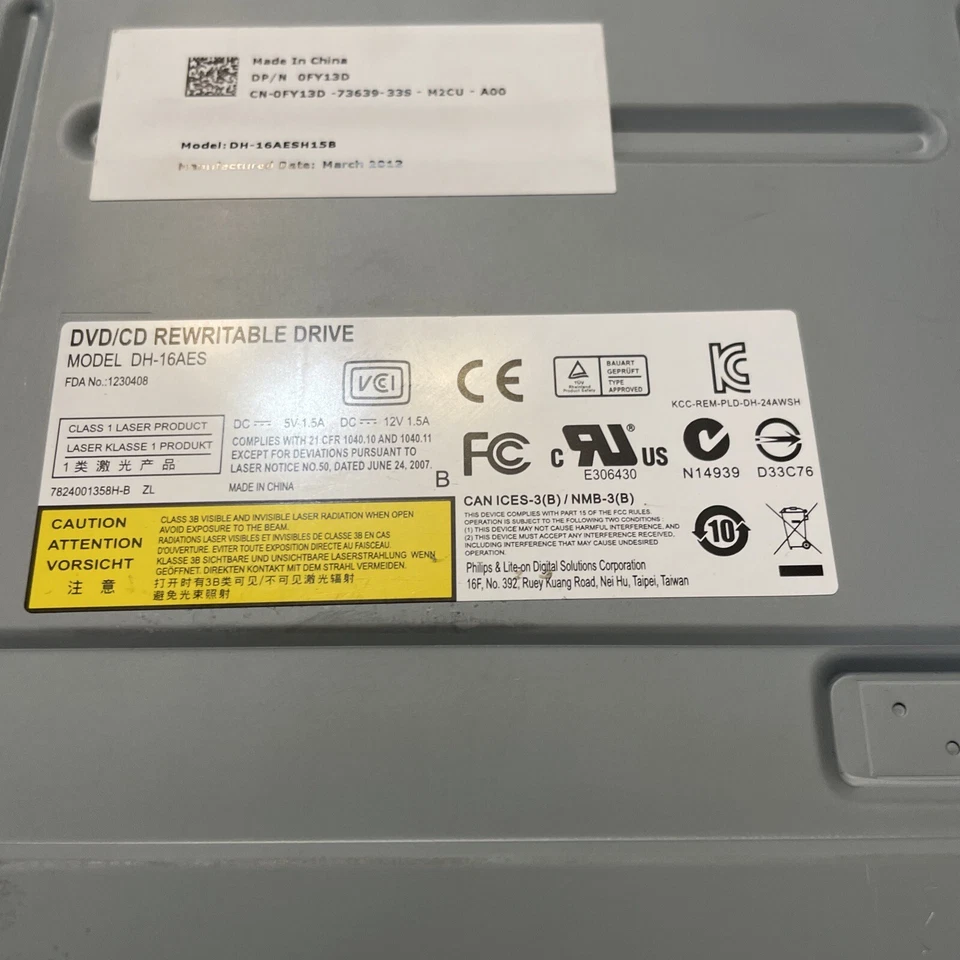 Made In China
DP/N 0FY13D
CN-0FY13D -73639-33S - M2CU - A00
Model: DH-16AESH15B
Manufactured Date: March 2013
DVD/CD REWRITABLE DRIVE
MODEL DH-16AES
FDA No.:1230408
VCCI
CE
TÜV
Rheinland
Product Safety
BAUART
GEPRÜFT
TYPE
APPROVED
KC
KCC-REM-PLD-DH-24AWSH
CLASS 1 LASER PRODUCT
LASER KLASSE 1 PRODUKT
1 类 激 光 产 品
DC 5V 1.5A DC 12V 1.5A
COMPLIES WITH 21 CFR 1040.10 AND 1040.11
EXCEPT FOR DEVIATIONS PURSUANT TO
LASER NOTICE NO.50, DATED JUNE 24, 2007.
FC
c RU ® US
E306430
N14939
D33C76
7824001358H-B ZL
MADE IN CHINA
B
CAUTION
ATTENTION
VORSICHT
注 意
CLASS 3B VISIBLE AND INVISIBLE LASER RADIATION WHEN OPEN
AVOID EXPOSURE TO THE BEAM.
RADIATIONS LASER VISIBLES ET INVISIBLES DE CLASSE 3B EN CAS
D'OUVERTURE. EVITER TOUTE EXPOSITION DIRECTE AU FAISCEAU.
KLASSE 3B SICHTBARE UND UNSICHTBARE LASERSTRAHLUNG WENN
GEÖFFNET. DIREKTEN KONTAKT MIT DEM STRAHL VERMEIDEN.
打开时有3B类可见/不可见激光辐射
避免光束照射
CAN ICES-3(B) / NMB-3(B)
THIS DEVICE COMPLIES WITH PART 15 OF THE FCC RULES.
OPERATION IS SUBJECT TO THE FOLLOWING TWO CONDITIONS :
(1) THIS DEVICE MAY NOT CAUSE HARMFUL INTERFERENCE, AND
(2) THIS DEVICE MUST ACCEPT ANY INTERFERENCE RECEIVED,
INCLUDING INTERFERENCE THAT MAY CAUSE UNDESIRED
OPERATION.
10
Philips & Lite-on Digital Solutions Corporation
16F, No. 392, Ruey Kuang Road, Nei Hu, Taipei, Taiwan